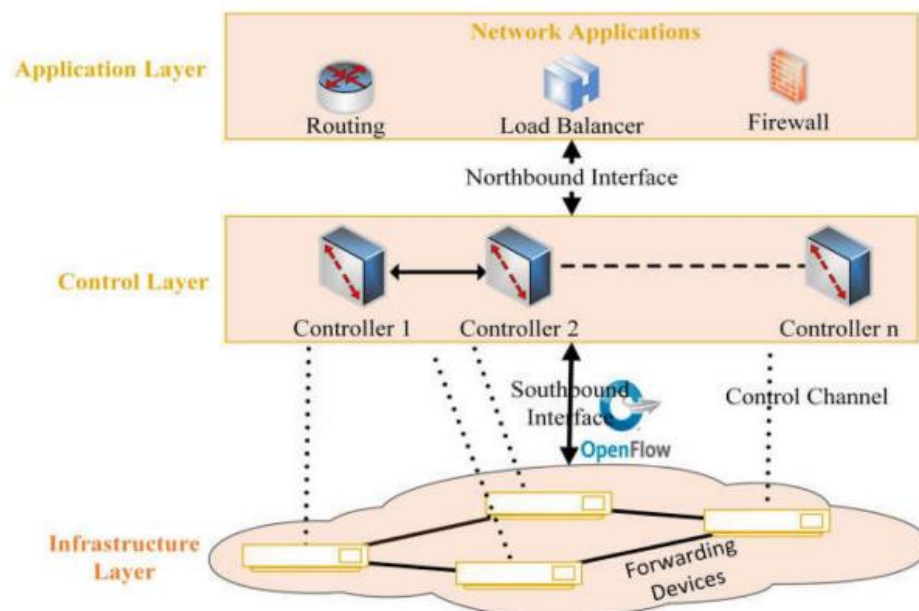 Network Applications
Application Layer
Routing
Load Balancer
Firewall
Northbound Interface
Control Layer
Controller 1
Controller 2
Controller n
Southbound
Interface
Control Channel
OpenFlow
Infrastructure
Layer
Forwarding
Devices